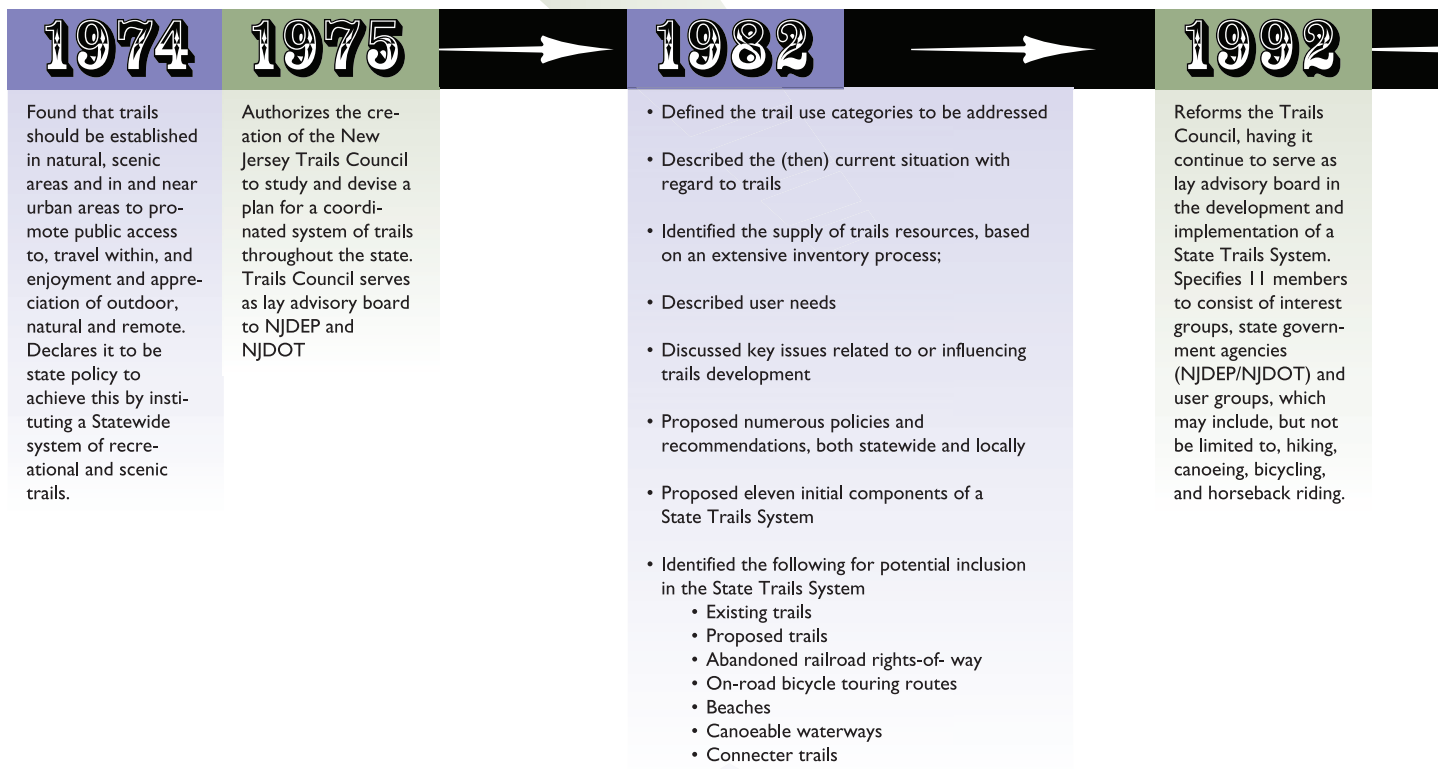 1974
Found that trails
should be established
in natural, scenic
areas and in and near
urban areas to pro-
mote public access
to, travel within, and
enjoyment and appre-
ciation of outdoor,
natural and remote.
Declares it to be
state policy to
achieve this by insti-
tuting a Statewide
system of recre-
ational and scenic
trails.
1975
Authorizes the cre-
ation of the New
Jersey Trails Council
to study and devise a
plan for a coordi-
nated system of trails
throughout the state.
Trails Council serves
as lay advisory board
to NJDEP and
NJDOT
1982
• Defined the trail use categories to be addressed
• Described the (then) current situation with
regard to trails
• Identified the supply of trails resources, based
on an extensive inventory process;
• Described user needs
• Discussed key issues related to or influencing
trails development
• Proposed numerous policies and
recommendations, both statewide and locally
• Proposed eleven initial components of a
State Trails System
• Identified the following for potential inclusion
in the State Trails System
• Existing trails
• Proposed trails
• Abandoned railroad rights-of- way
• On-road bicycle touring routes
• Beaches
• Canoeable waterways
• Connecter trails
1992
Reforms the Trails
Council, having it
continue to serve as
lay advisory board in
the development and
implementation of a
State Trails System.
Specifies 11 members
to consist of interest
groups, state govern-
ment agencies
(NJDEP/NJDOT) and
user groups, which
may include, but not
be limited to, hiking,
canoeing, bicycling,
and horseback riding.